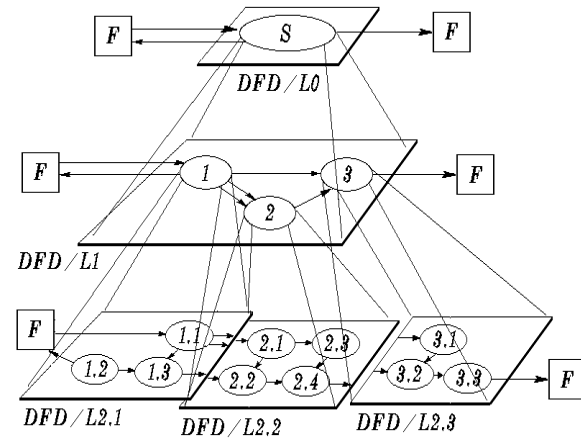 F S F
DFD/L0
F 1 3 F
2
DFD/L1
F 1,1 2,1 2,3 3,1
1,2 1,3 2,2 2,4 3,2 3,3 F
DFD/L2,1 DFD/L2,2 DFD/L2,3